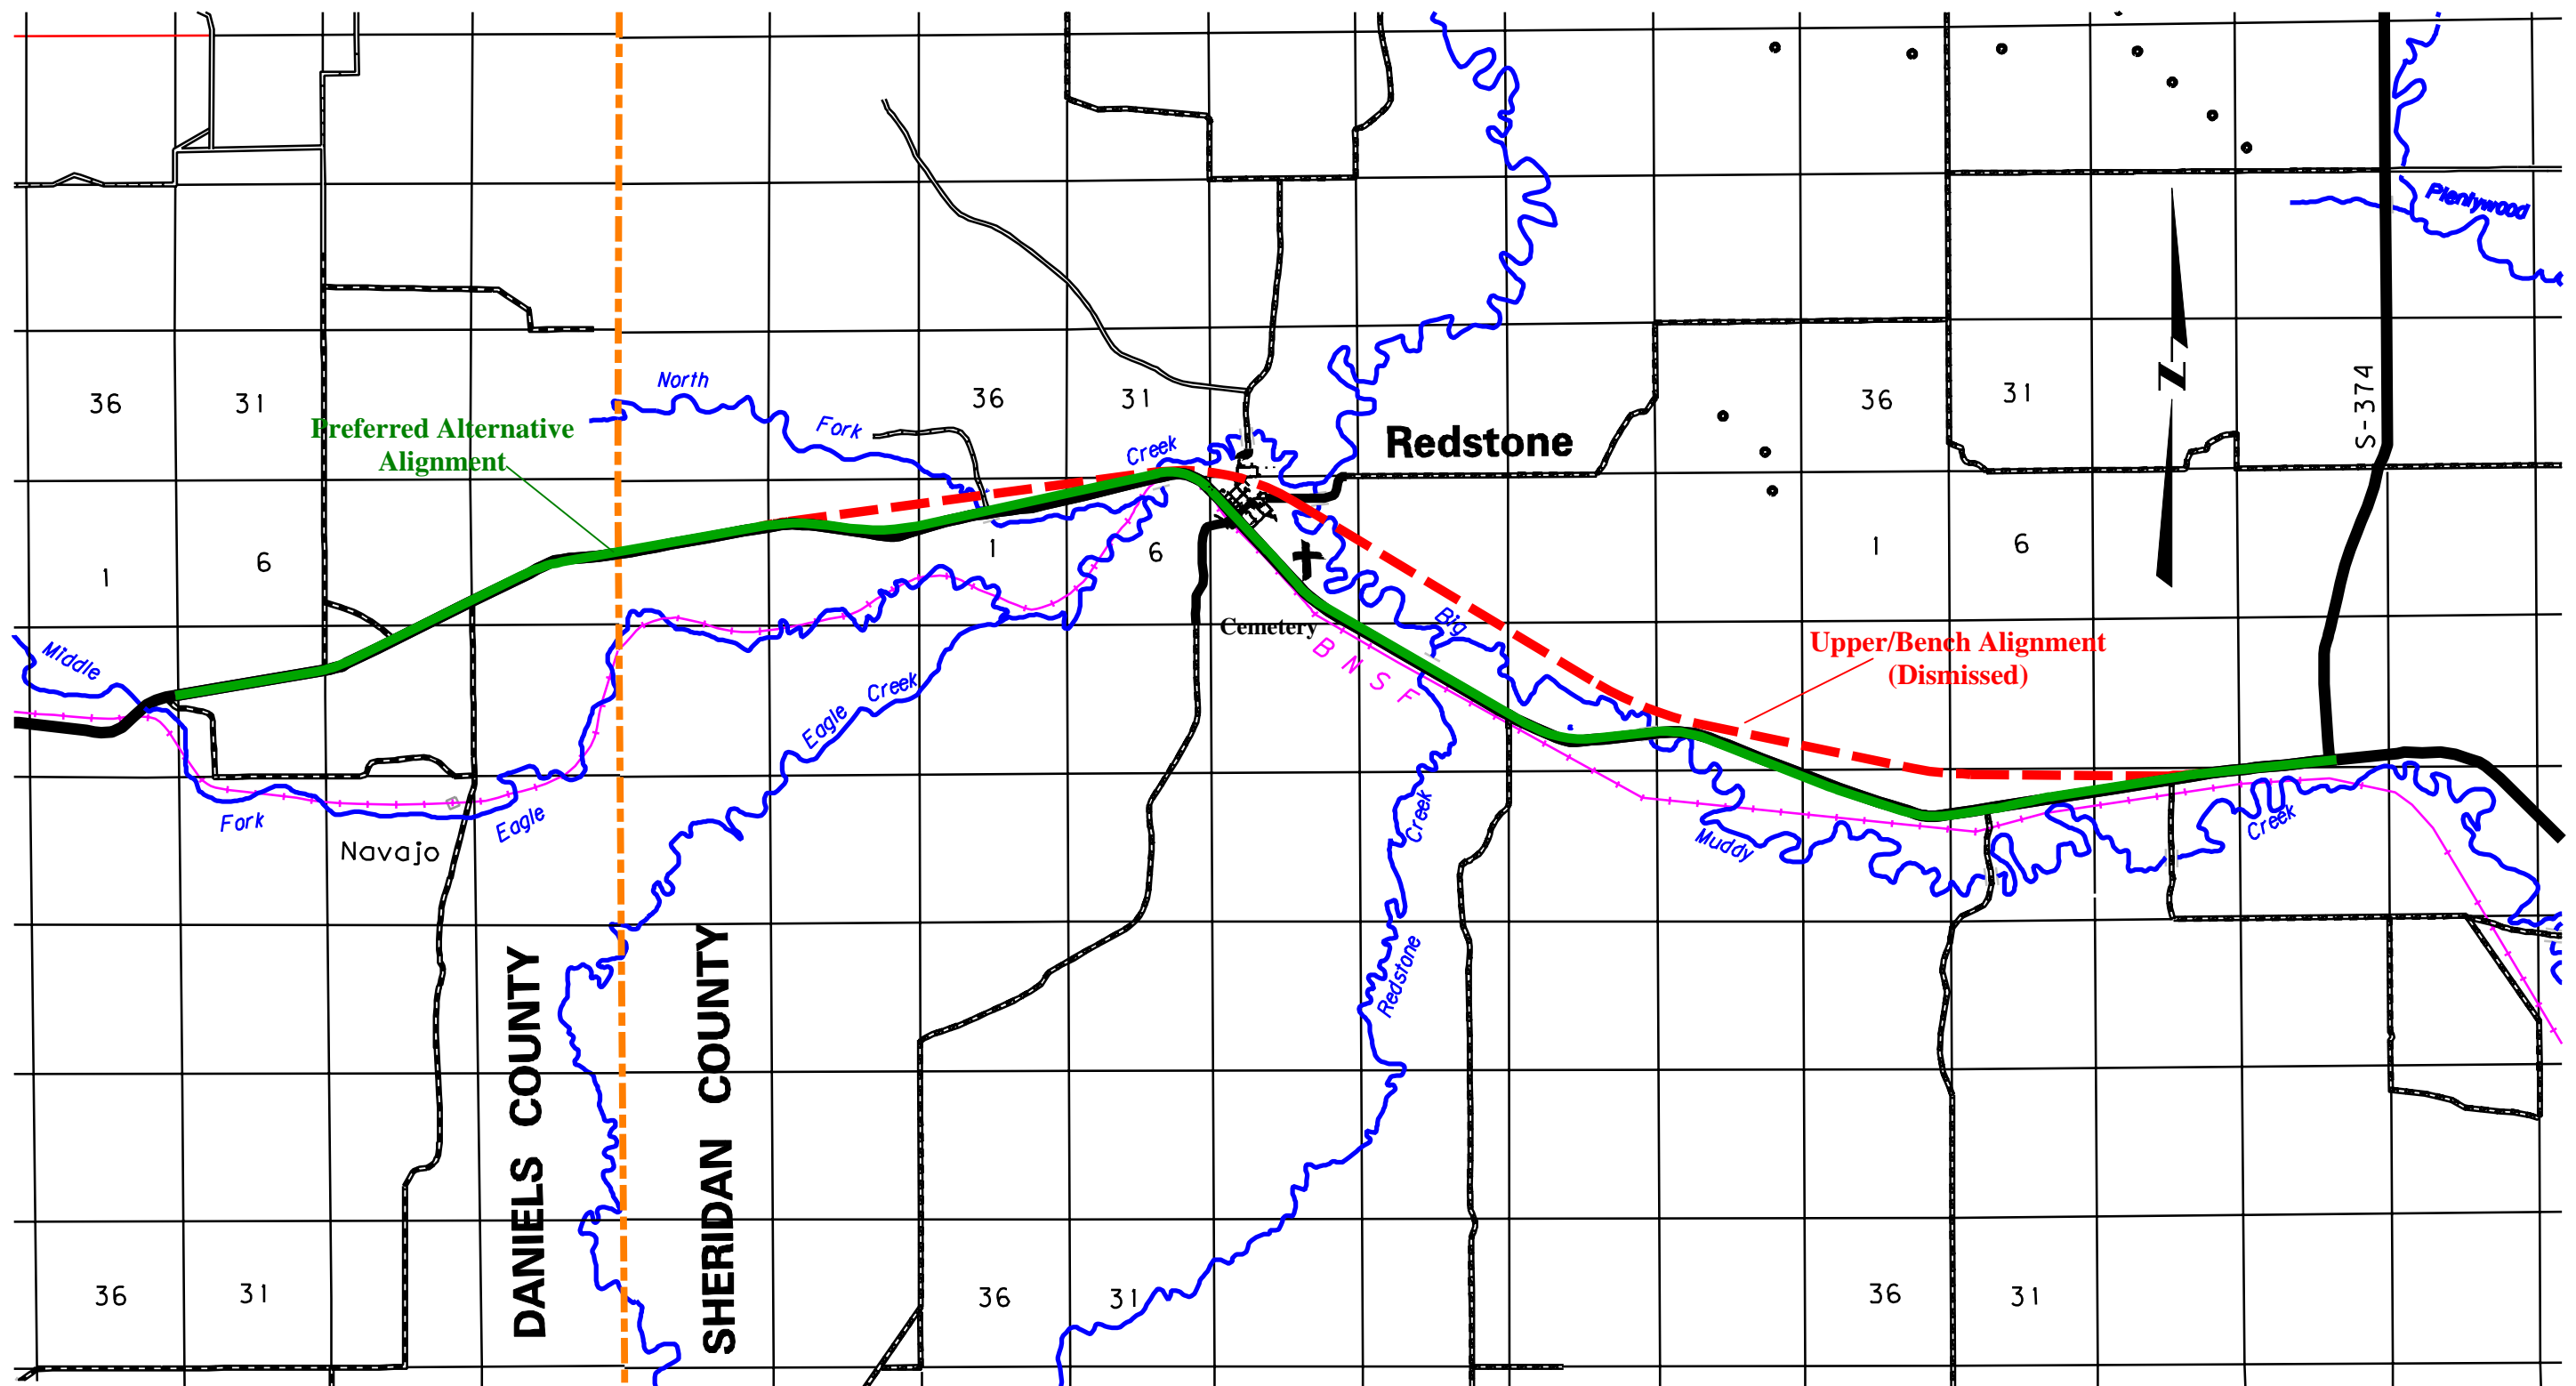 Plentywood
S-374
N
North
36
31
36
31
36
31
Preferred Alternative
Alignment
Fork
Creek
Redstone
1
6
1
6
1
6
Middle
Cemetery
Big
B N S F
Upper/Bench Alignment
(Dismissed)
Eagle
Creek
Fork
Eagle
Navajo
Creek
Muddy
Creek
Redstone
DANIELS COUNTY
SHERIDAN COUNTY
36
31
36
31
36
31